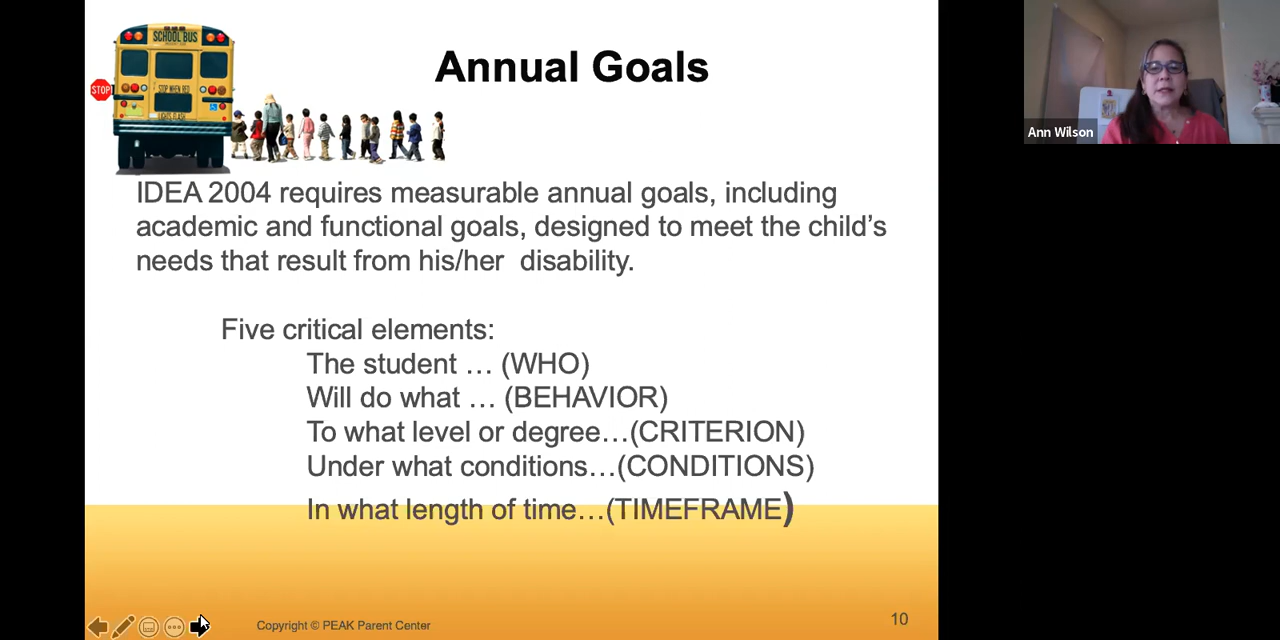 SCHOOL BUS
STOP
STOP WHEN RED
Annual Goals
Ann Wilson
IDEA 2004 requires measurable annual goals, including
academic and functional goals, designed to meet the child’s
needs that result from his/her disability.
Five critical elements:
The student … (WHO)
Will do what … (BEHAVIOR)
To what level or degree…(CRITERION)
Under what conditions…(CONDITIONS)
In what length of time…(TIMEFRAME)
Copyright © PEAK Parent Center
10